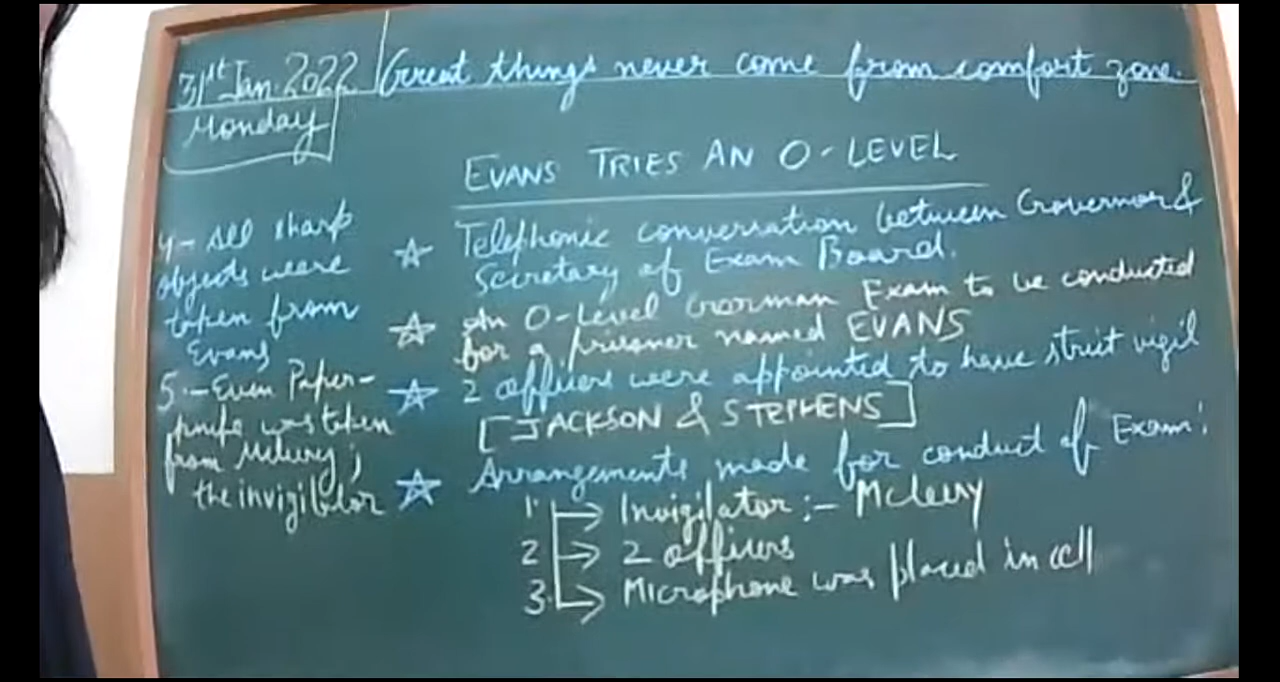 31st Jan. 2022
Monday
Great things never come from comfort zone.
EVANS TRIES AN O-LEVEL
☆ Telephonic conversation between Governor &
Secretary of Exam Board.
☆ An O-Level German Exam to be conducted
for a prisoner named EVANS
☆ 2 officers were appointed to have strict vigil
[JACKSON & STEPHENS]
☆ Arrangements made for conduct of Exam:
1 → Invigilator :- McLeery
2 → 2 officers
3. → Microphone was placed in cell
4 - All sharp
objects were
taken from
Evans
5. - Even Paper-
knife was taken
from McLeery;
the invigilator